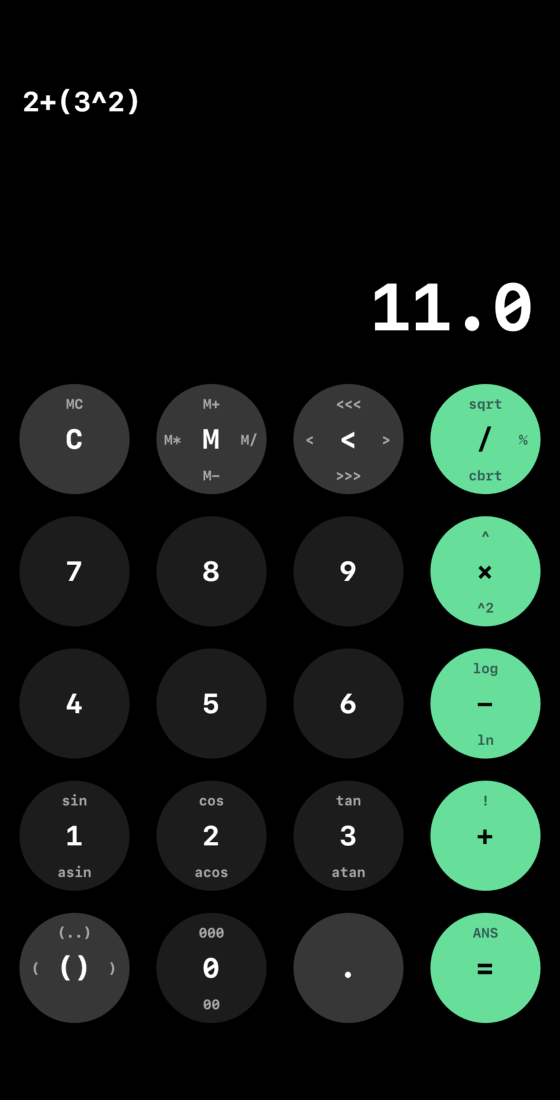 2+(3^2)
11.0
MC M+ <<< sqrt
C M* M M/ < < > / %
M− >>> cbrt
^
7 8 9 ×
^2
log
4 5 6 −
ln
sin cos tan !
1 2 3 +
asin acos atan
(..) 000 ANS
( () ) 0 . =
00